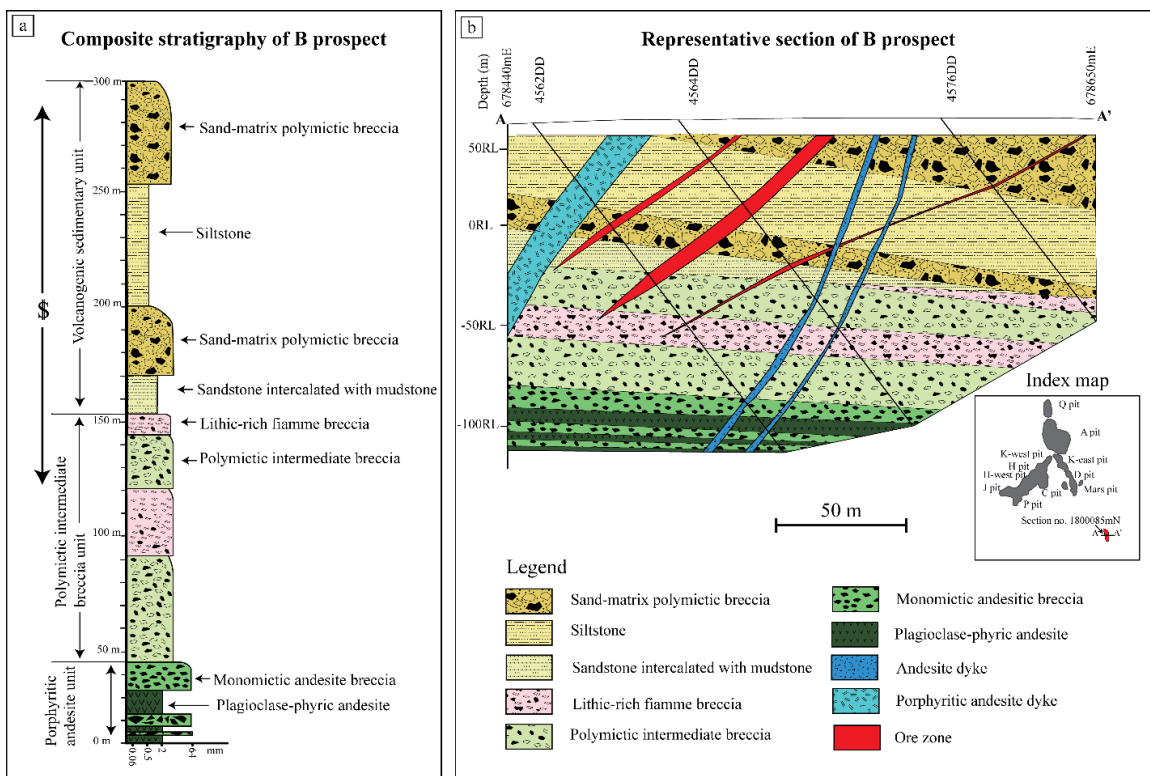 a
Composite stratigraphy of B prospect
300 m
Sand-matrix polymictic breccia
250 m
Siltstone
200 m
Sand-matrix polymictic breccia
Sandstone intercalated with mudstone
150 m
Lithic-rich fiamme breccia
Polymictic intermediate breccia
100 m
50 m
Monomictic andesite breccia
Plagioclase-phyric andesite
0 m
0.06
0.5
2
64
mm
$
Volcanogenic sedimentary unit
Polymictic intermediate
breccia unit
Porphyritic
andesite unit
b
Representative section of B prospect
Depth (m)
678440mE
4562DD
4564DD
4576DD
678650mE
A
A'
50RL
0RL
-50RL
-100RL
50 m
Index map
Q pit
A pit
K-west pit
K-east pit
H pit
H-west pit
D pit
J pit
C pit
Mars pit
P pit
Section no. 1800085mN
A
A'
Legend
Sand-matrix polymictic breccia
Siltstone
Sandstone intercalated with mudstone
Lithic-rich fiamme breccia
Polymictic intermediate breccia
Monomictic andesitic breccia
Plagioclase-phyric andesite
Andesite dyke
Porphyritic andesite dyke
Ore zone